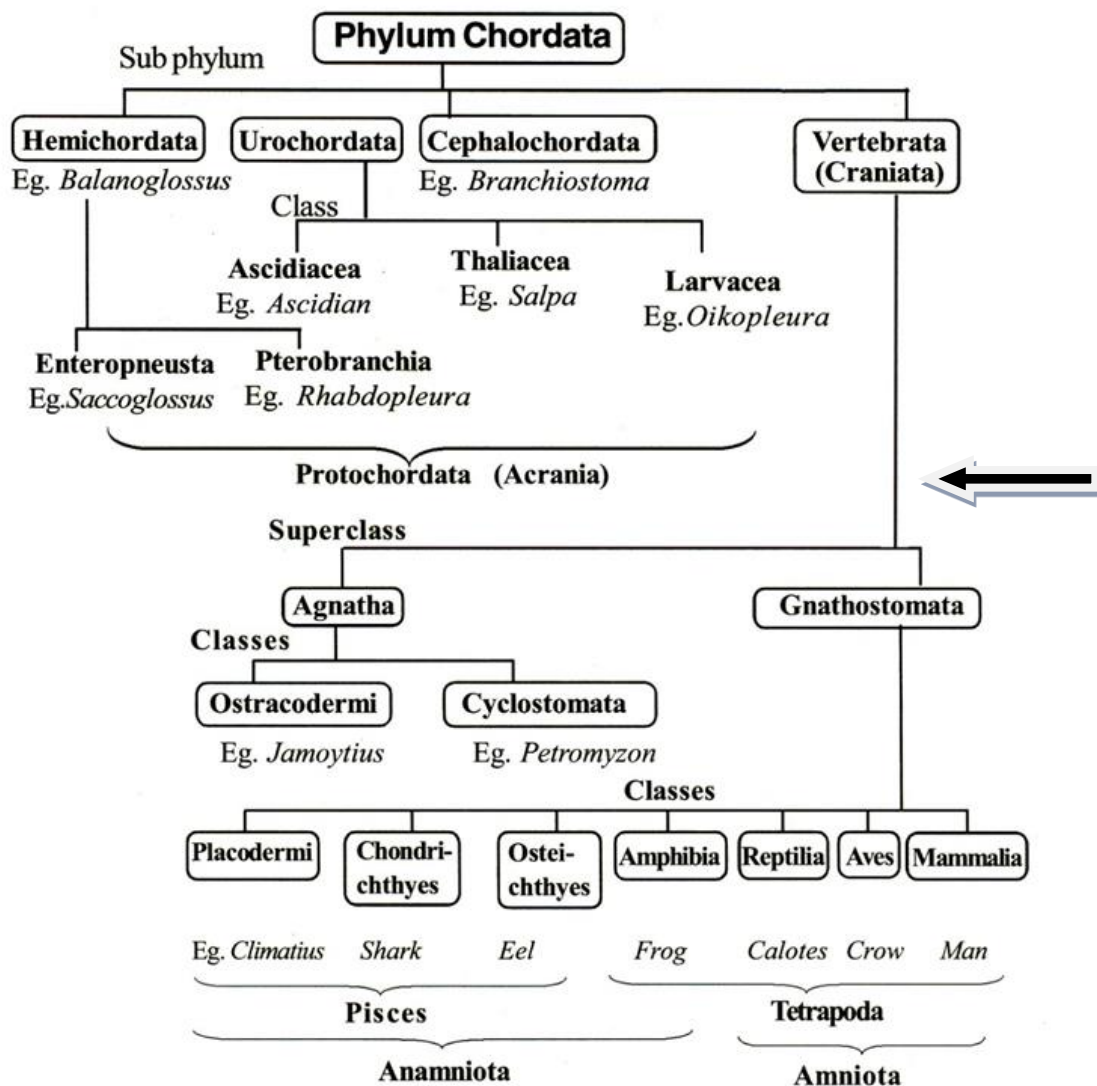 Phylum Chordata
Sub phylum
Hemichordata Urochordata Cephalochordata Vertebrata
(Craniata)
Eg. Balanoglossus Eg. Branchiostoma
Class
Ascidiacea Thaliacea Larvacea
Eg. Ascidian Eg. Salpa Eg.Oikopleura
Enteropneusta Pterobranchia
Eg.Saccoglossus Eg. Rhabdopleura
Protochordata (Acrania)
Superclass
Agnatha Gnathostomata
Classes
Ostracodermi Cyclostomata
Eg. Jamoytius Eg. Petromyzon
Classes
Placodermi Chondri- Ostei- Amphibia Reptilia Aves Mammalia
chthyes chthyes
Eg. Climatius Shark Eel Frog Calotes Crow Man
Pisces Tetrapoda
Anamniota Amniota